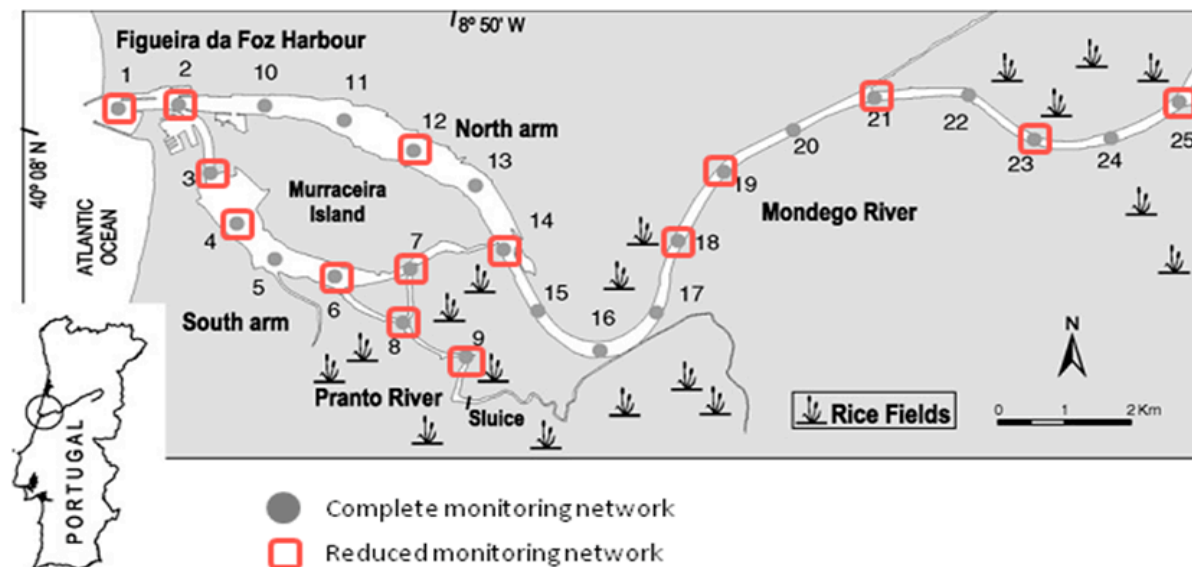 8º 50' W
Figueira da Foz Harbour
1
2
10
11
12
North arm
13
3
Murraceira
Island
40º 08' N
ATLANTIC
OCEAN
4
5
6
7
14
South arm
8
9
15
16
17
18
19
20
21
22
23
24
25
Mondego River
Pranto River
Sluice
N
Rice Fields
0 1 2 Km
PORTUGAL
Complete monitoring network
Reduced monitoring network